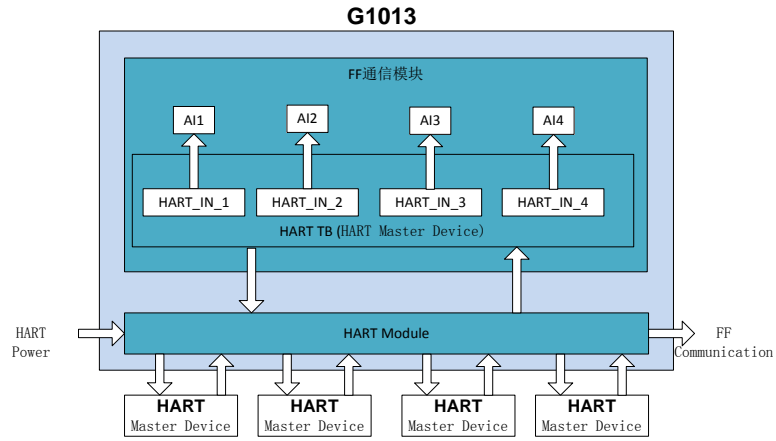 G1013
FF通信模块
AI1
AI2
AI3
AI4
HART_IN_1
HART_IN_2
HART_IN_3
HART_IN_4
HART TB (HART Master Device)
HART
Power
HART Module
FF
Communication
HART
Master Device
HART
Master Device
HART
Master Device
HART
Master Device